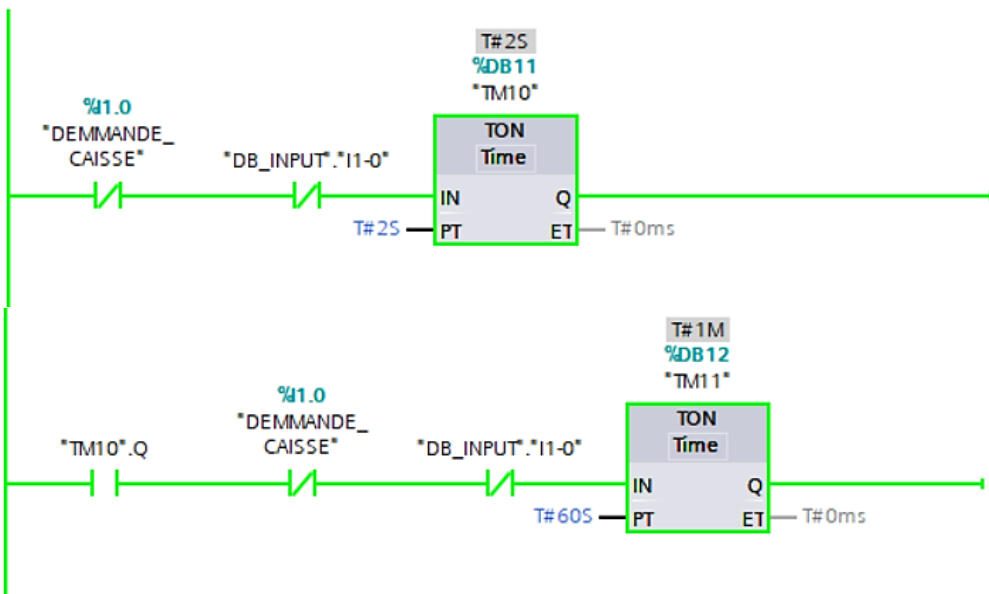 T#2S
%DB11
"TM10"
%I1.0
"DEMMANDE_
CAISSE"
"DB_INPUT"."I1-0"
TON
Time
IN
Q
T#2S
PT
ET
T#0ms
T#1M
%DB12
"TM11"
%I1.0
"DEMMANDE_
CAISSE"
"TM10".Q
"DB_INPUT"."I1-0"
TON
Time
IN
Q
T#60S
PT
ET
T#0ms